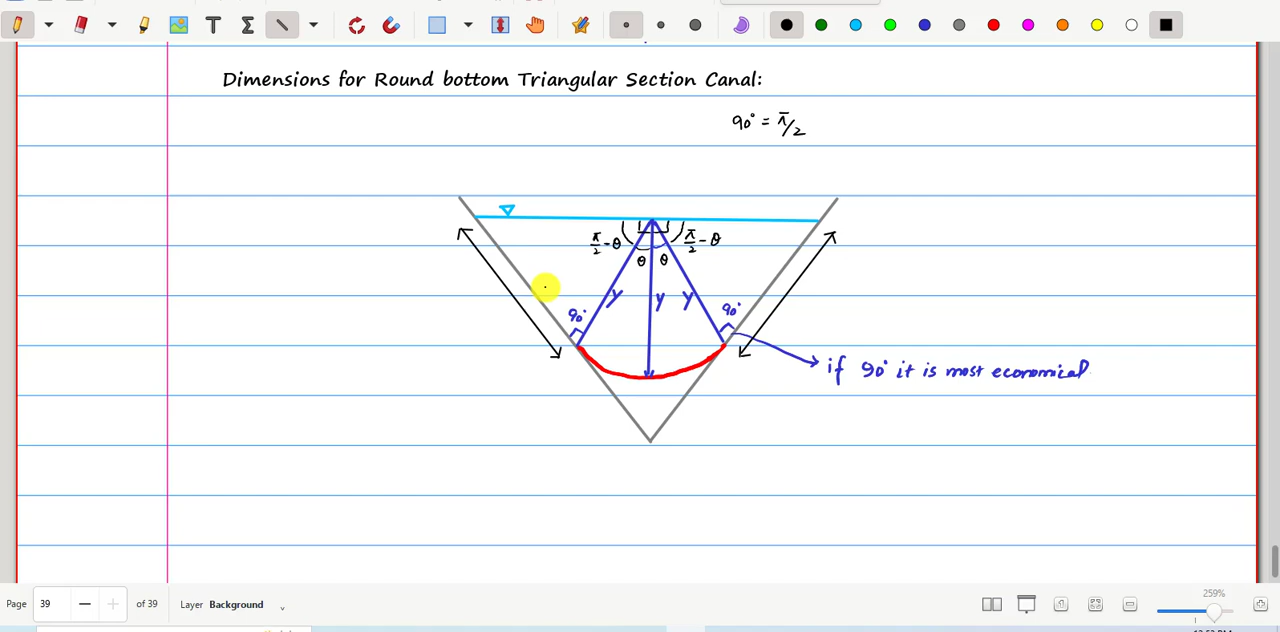 Dimensions for Round bottom Triangular Section Canal:
90° = π/2
π/2 - θ
π/2 - θ
θ θ
y y y
90° 90°
if 90° it is most economical
259%
Page 39 of 39 Layer Background